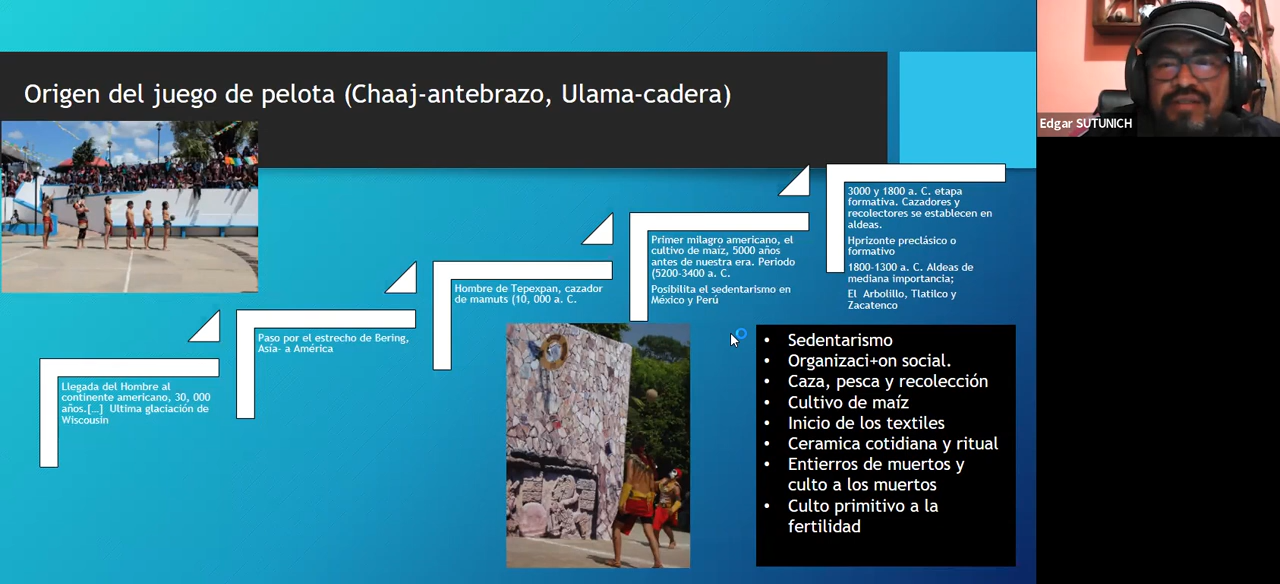 Origen del juego de pelota (Chaaj-antebrazo, Ulama-cadera)
Edgar SUTUNICH
Llegada del Hombre al
continente americano, 30, 000
años.[…]  Ultima glaciación de
Wiscousin
Paso por el estrecho de Bering,
Asía- a América
Hombre de Tepexpan, cazador
de mamuts (10, 000 a. C.
Primer milagro americano, el
cultivo de maíz, 5000 años
antes de nuestra era. Periodo
(5200-3400 a. C.
Posibilita el sedentarismo en
México y Perú
3000 y 1800 a. C. etapa
formativa. Cazadores y
recolectores se establecen en
aldeas.
Hprizonte preclásico o
formativo
1800-1300 a. C. Aldeas de
mediana importancia;
El  Arbolillo, Tlatilco y
Zacatenco
• Sedentarismo
• Organizaci+on social.
• Caza, pesca y recolección
• Cultivo de maíz
• Inicio de los textiles
• Ceramica cotidiana y ritual
• Entierros de muertos y
culto a los muertos
• Culto primitivo a la
fertilidad